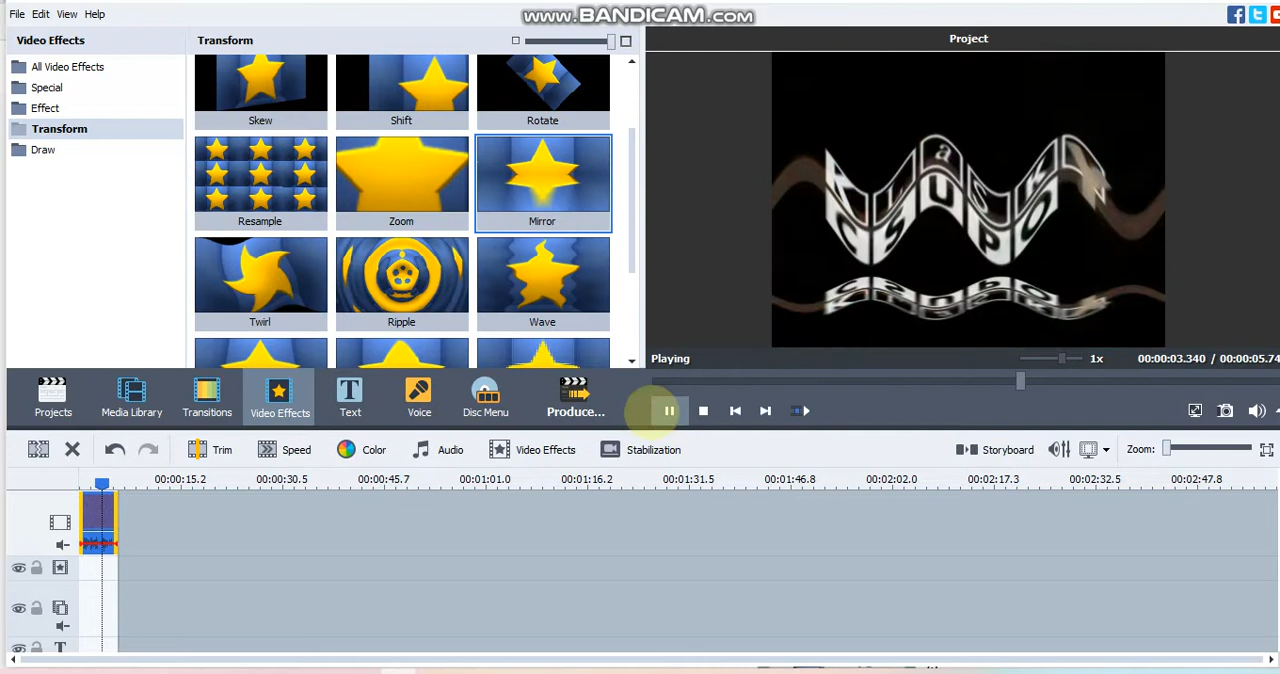 www.BANDICAM.com
File Edit View Help
Video Effects
Transform
Project
All Video Effects
Special
Effect
Transform
Draw
Skew Shift Rotate
Resample Zoom Mirror
Twirl Ripple Wave
Playing
1x
00:00:03.340 / 00:00:05.74
Projects
Media Library
Transitions
Video Effects
Text
Voice
Disc Menu
Produce...
Trim
Speed
Color
Audio
Video Effects
Stabilization
Storyboard
Zoom:
00:00:15.2 00:00:30.5 00:00:45.7 00:01:01.0 00:01:16.2 00:01:31.5 00:01:46.8 00:02:02.0 00:02:17.3 00:02:32.5 00:02:47.8